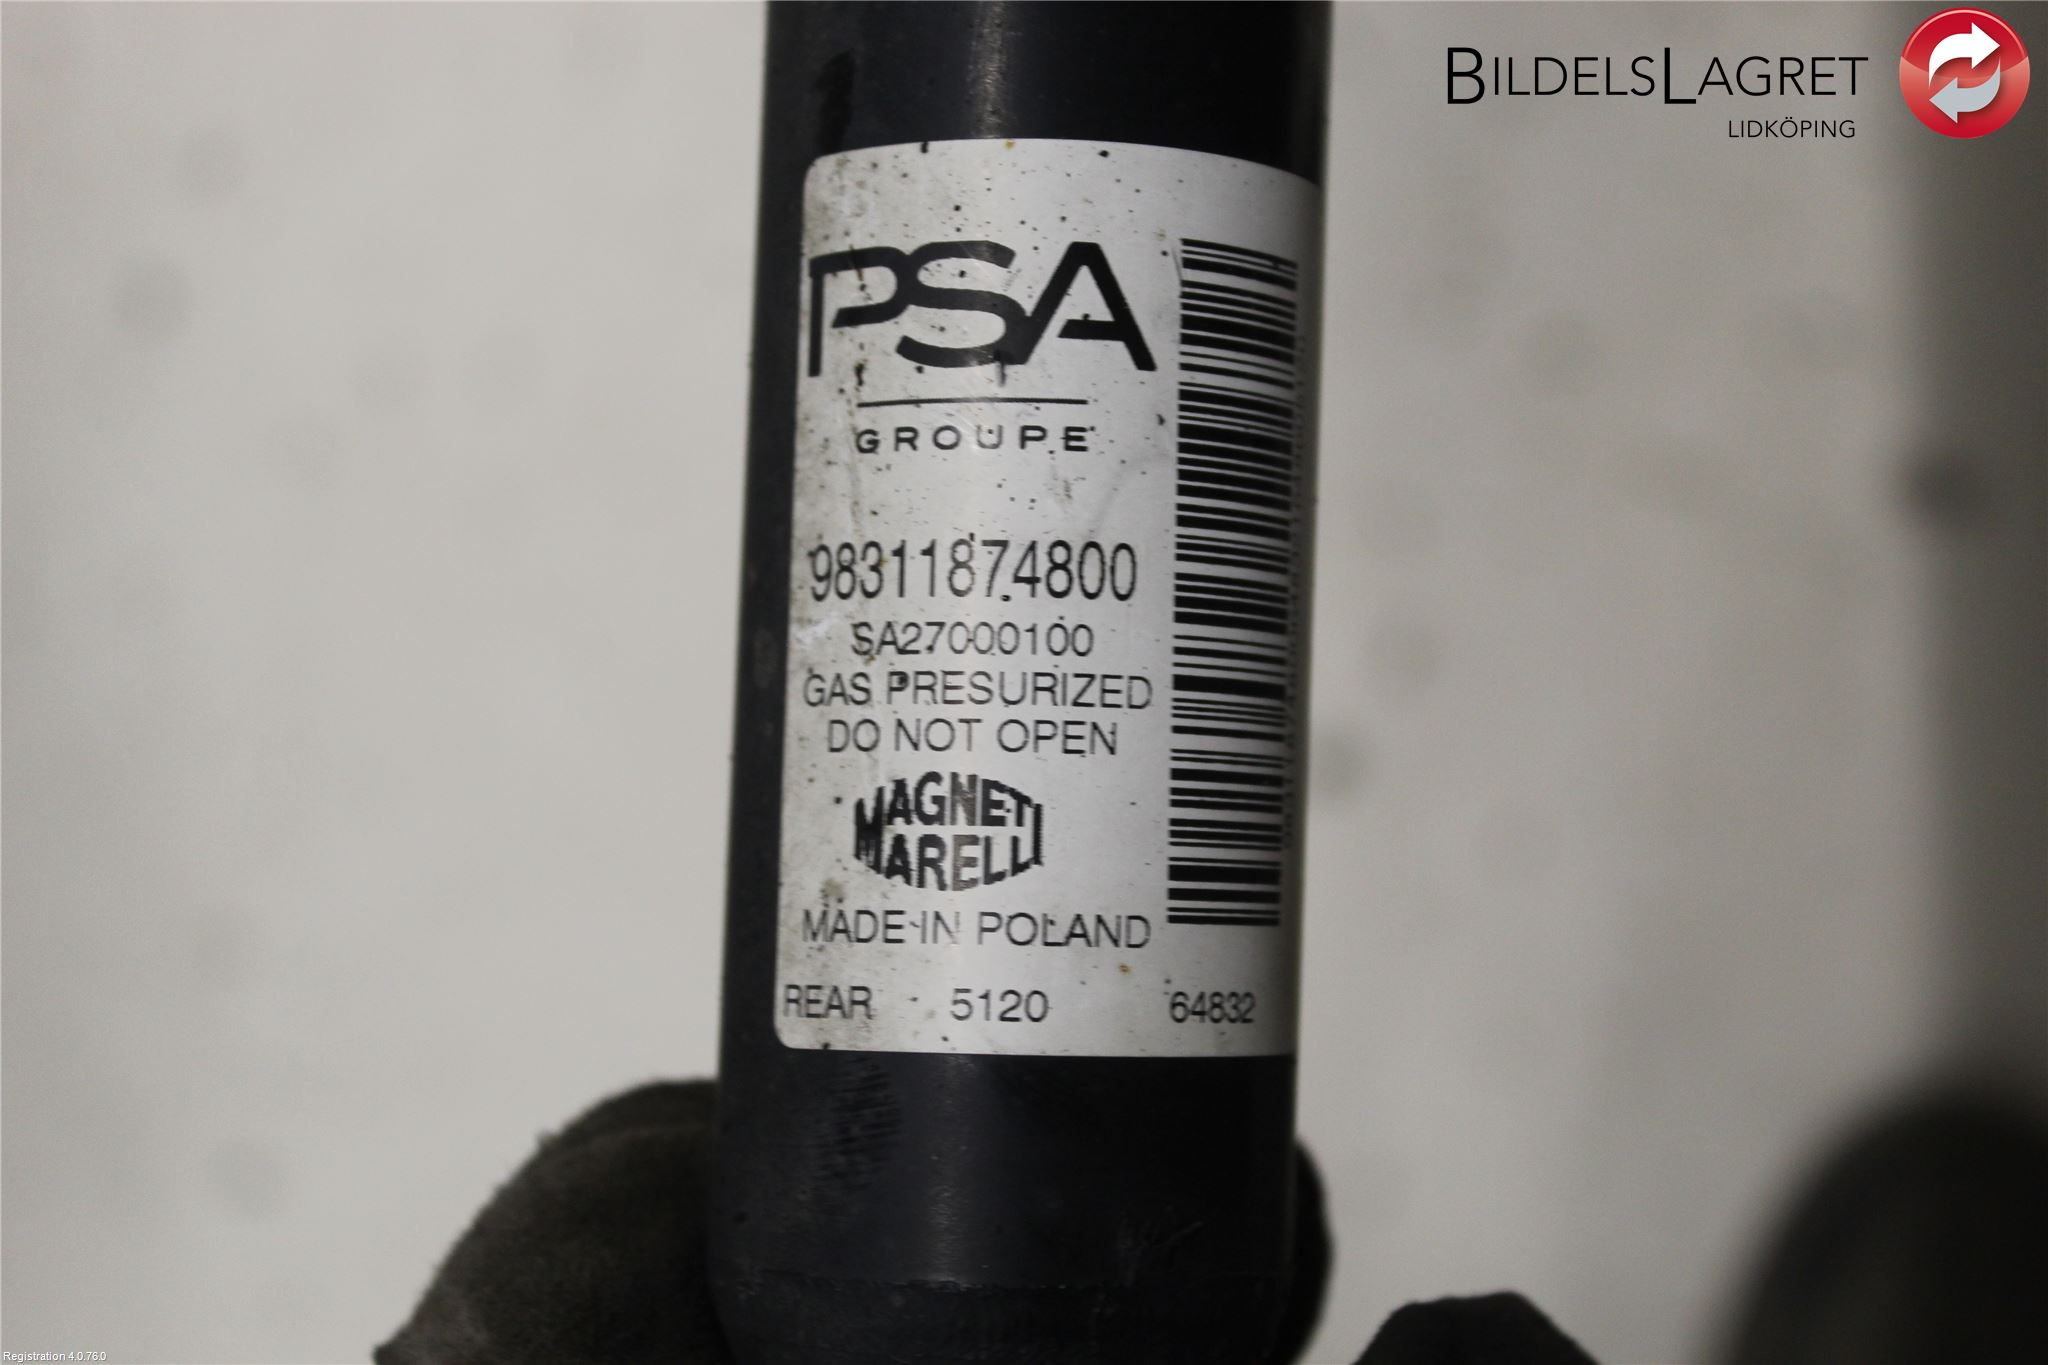 BILDELSLAGRET
LIDKÖPING
PSA
GROUPE
98311874800
SA27000100
GAS PRESURIZED
DO NOT OPEN
MAGNETI
MARELLI
MADE IN POLAND
REAR 5120 64832
Registration 4.0.76.0